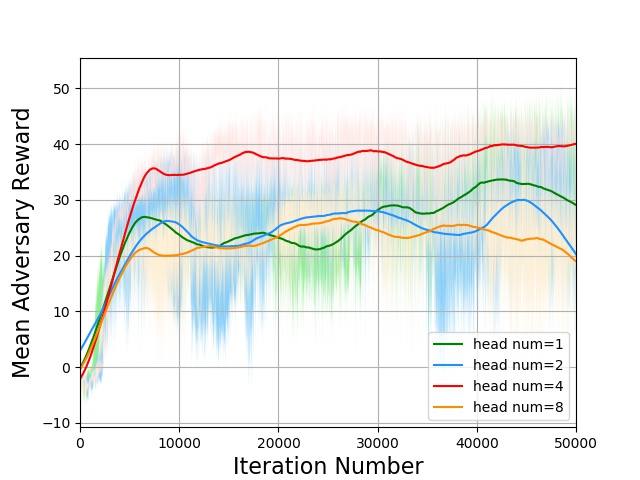 Mean Adversary Reward
50
40
30
20
10
0
−10
0 10000 20000 30000 40000 50000
Iteration Number
head num=1
head num=2
head num=4
head num=8